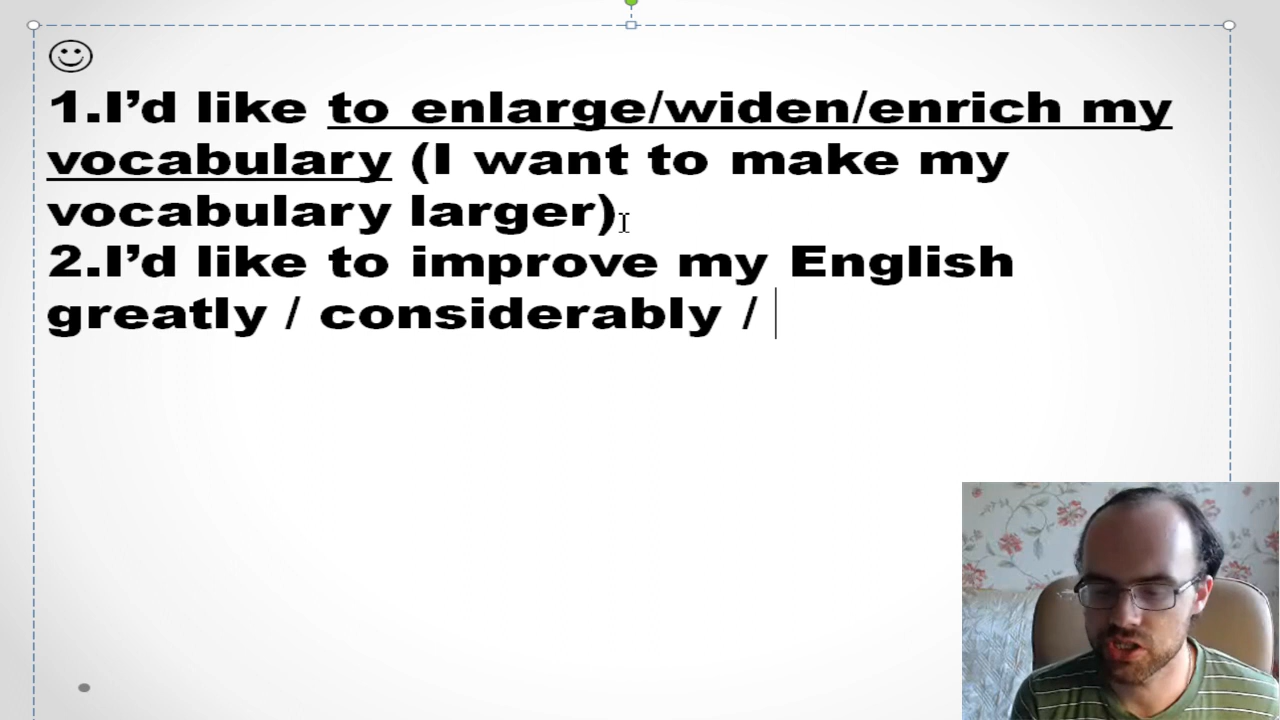 1.I’d like to enlarge/widen/enrich my
vocabulary (I want to make my
vocabulary larger)
2.I’d like to improve my English
greatly / considerably /